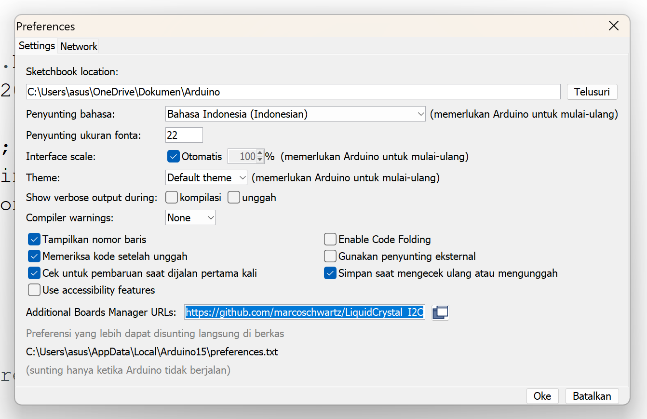 Preferences
Settings Network
Sketchbook location:
C:\Users\asus\OneDrive\Dokumen\Arduino Telusuri
Penyunting bahasa: Bahasa Indonesia (Indonesian) (memerlukan Arduino untuk mulai-ulang)
Penyunting ukuran fonta: 22
Interface scale: Otomatis 100 % (memerlukan Arduino untuk mulai-ulang)
Theme: Default theme (memerlukan Arduino untuk mulai-ulang)
Show verbose output during: kompilasi unggah
Compiler warnings: None
Tampilkan nomor baris Enable Code Folding
Memeriksa kode setelah unggah Gunakan penyunting eksternal
Cek untuk pembaruan saat dijalan pertama kali Simpan saat mengecek ulang atau mengunggah
Use accessibility features
Additional Boards Manager URLs: https://github.com/marcoschwartz/LiquidCrystal_I2C
Preferensi yang lebih dapat disunting langsung di berkas
C:\Users\asus\AppData\Local\Arduino15\preferences.txt
(sunting hanya ketika Arduino tidak berjalan)
Oke Batalkan